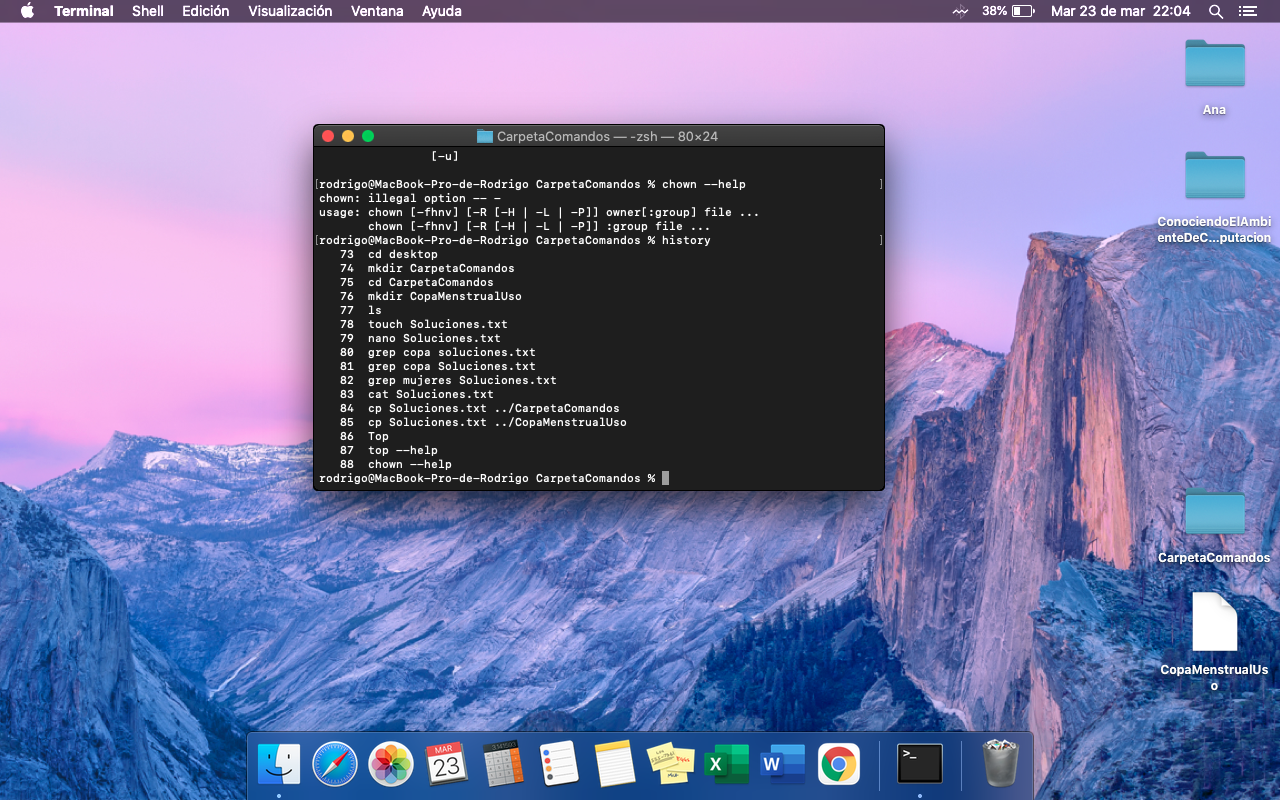 Terminal Shell Edición Visualización Ventana Ayuda 38% Mar 23 de mar 22:04
Ana
ConociendoElAmbi
enteDeC...putacion
CarpetaComandos — -zsh — 80×24
[-u]
[rodrigo@MacBook-Pro-de-Rodrigo CarpetaComandos % chown --help ]
chown: illegal option -- -
usage: chown [-fhnv] [-R [-H | -L | -P]] owner[:group] file ...
chown [-fhnv] [-R [-H | -L | -P]] :group file ...
[rodrigo@MacBook-Pro-de-Rodrigo CarpetaComandos % history ]
73 cd desktop
74 mkdir CarpetaComandos
75 cd CarpetaComandos
76 mkdir CopaMenstrualUso
77 ls
78 touch Soluciones.txt
79 nano Soluciones.txt
80 grep copa soluciones.txt
81 grep copa Soluciones.txt
82 grep mujeres Soluciones.txt
83 cat Soluciones.txt
84 cp Soluciones.txt ../CarpetaComandos
85 cp Soluciones.txt ../CopaMenstrualUso
86 Top
87 top --help
88 chown --help
rodrigo@MacBook-Pro-de-Rodrigo CarpetaComandos %
CarpetaComandos
CopaMenstrualUs
o
MAR
23
X
W
>_